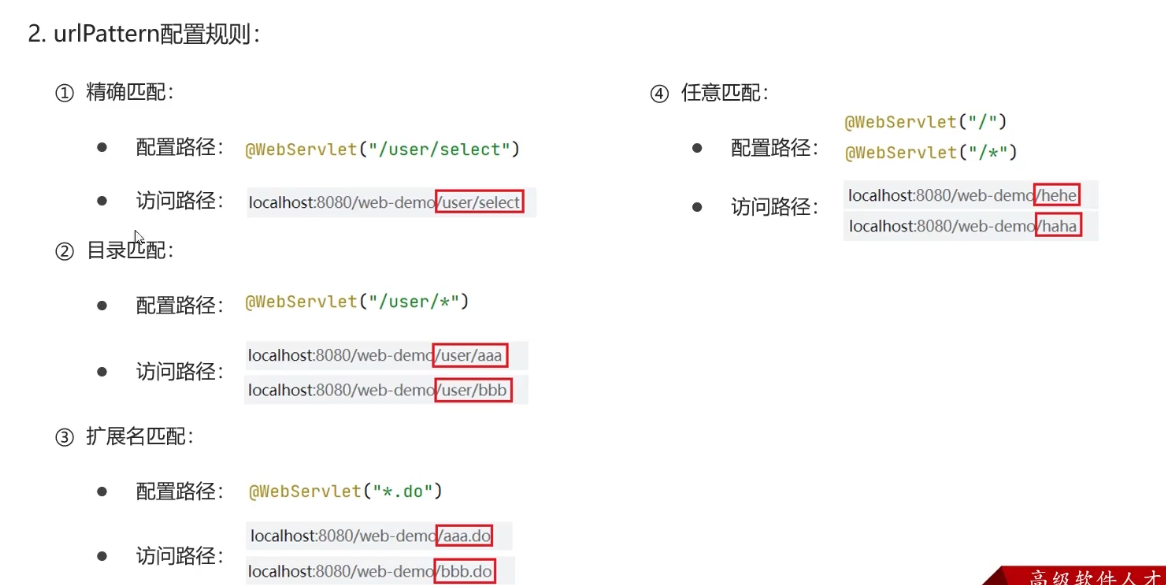 2. urlPattern配置规则：
① 精确匹配：
• 配置路径： @WebServlet("/user/select")
• 访问路径： localhost:8080/web-demo/user/select
② 目录匹配：
• 配置路径： @WebServlet("/user/*")
• 访问路径： localhost:8080/web-demo/user/aaa
localhost:8080/web-demo/user/bbb
③ 扩展名匹配：
• 配置路径： @WebServlet("*.do")
• 访问路径： localhost:8080/web-demo/aaa.do
localhost:8080/web-demo/bbb.do
④ 任意匹配：
• 配置路径： @WebServlet("/")
@WebServlet("/*")
• 访问路径： localhost:8080/web-demo/hehe
localhost:8080/web-demo/haha
高级软件人才